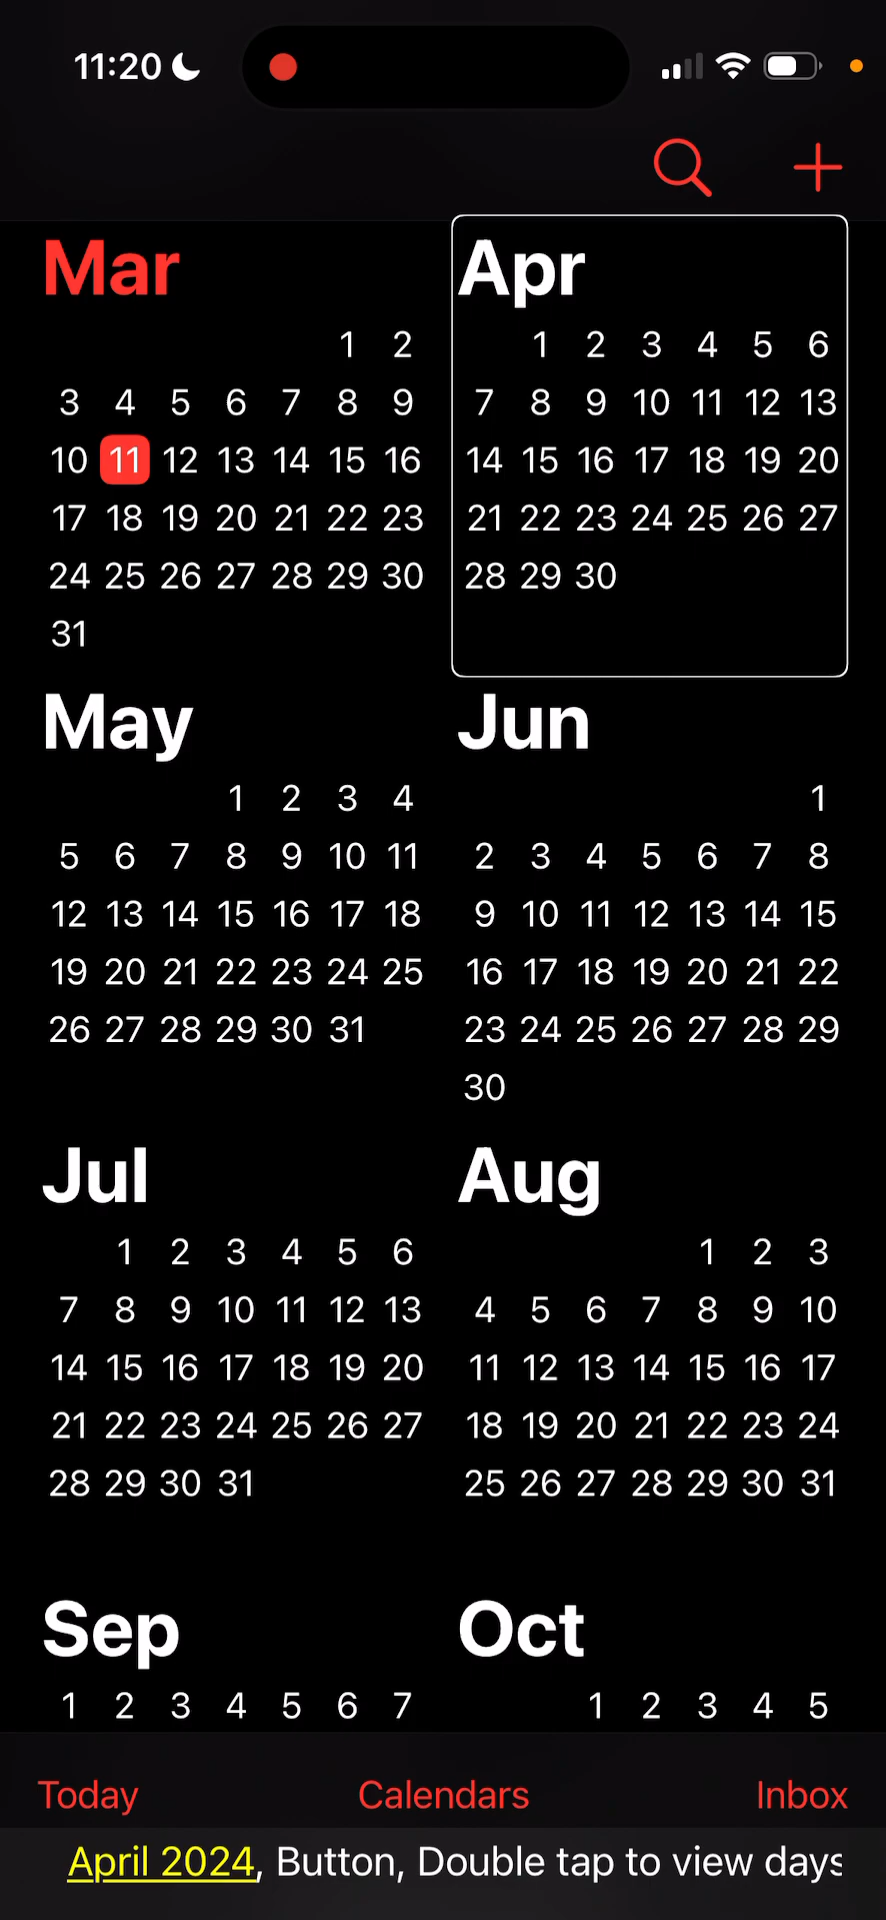 11:20
Mar
1 2
3 4 5 6 7 8 9
10 11 12 13 14 15 16
17 18 19 20 21 22 23
24 25 26 27 28 29 30
31
Apr
1 2 3 4 5 6
7 8 9 10 11 12 13
14 15 16 17 18 19 20
21 22 23 24 25 26 27
28 29 30
May
1 2 3 4
5 6 7 8 9 10 11
12 13 14 15 16 17 18
19 20 21 22 23 24 25
26 27 28 29 30 31
Jun
1
2 3 4 5 6 7 8
9 10 11 12 13 14 15
16 17 18 19 20 21 22
23 24 25 26 27 28 29
30
Jul
1 2 3 4 5 6
7 8 9 10 11 12 13
14 15 16 17 18 19 20
21 22 23 24 25 26 27
28 29 30 31
Aug
1 2 3
4 5 6 7 8 9 10
11 12 13 14 15 16 17
18 19 20 21 22 23 24
25 26 27 28 29 30 31
Sep
1 2 3 4 5 6 7
Oct
1 2 3 4 5
Today Calendars Inbox
April 2024, Button, Double tap to view days